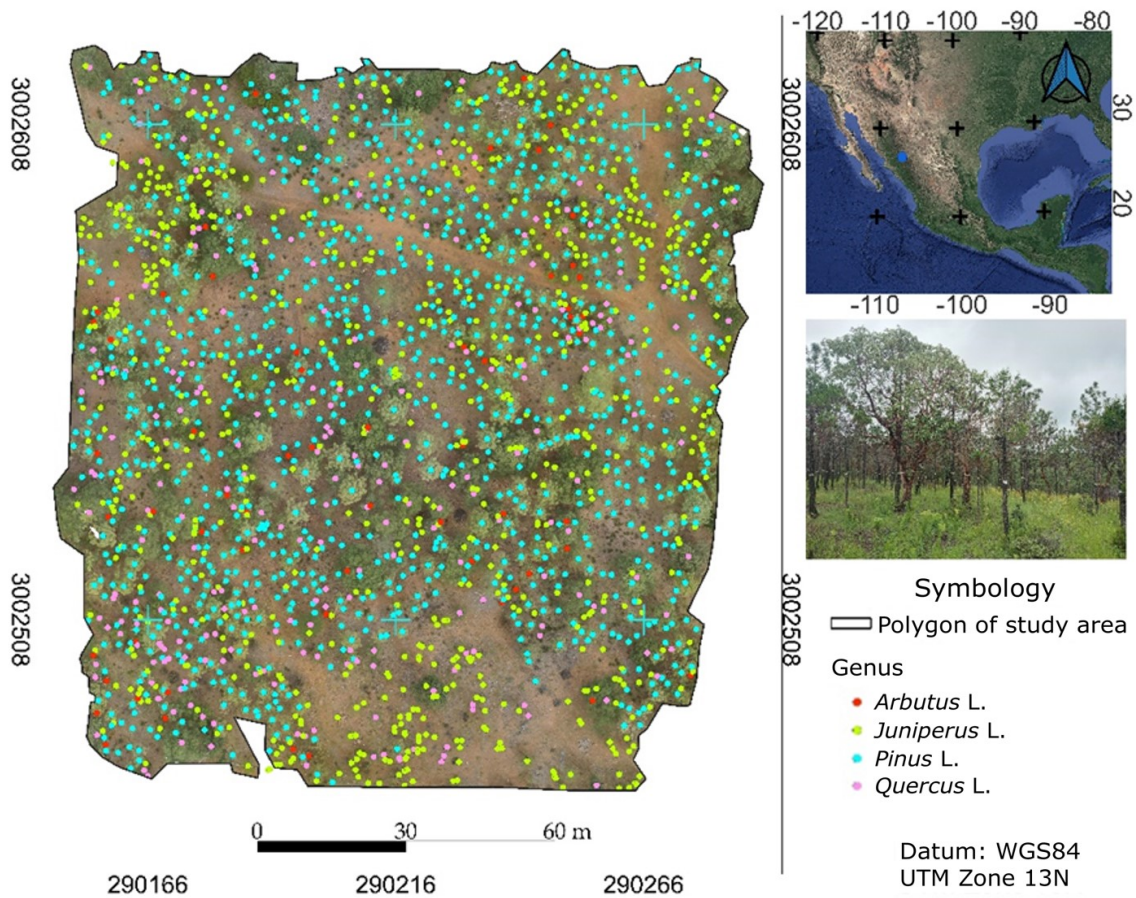 -120 -110 -100 -90 -80
3002608
3002608
30
20
-110 -100 -90
3002508
3002508
Symbology
Polygon of study area
Genus
Arbutus L.
Juniperus L.
Pinus L.
Quercus L.
0 30 60 m
Datum: WGS84
UTM Zone 13N
290166 290216 290266